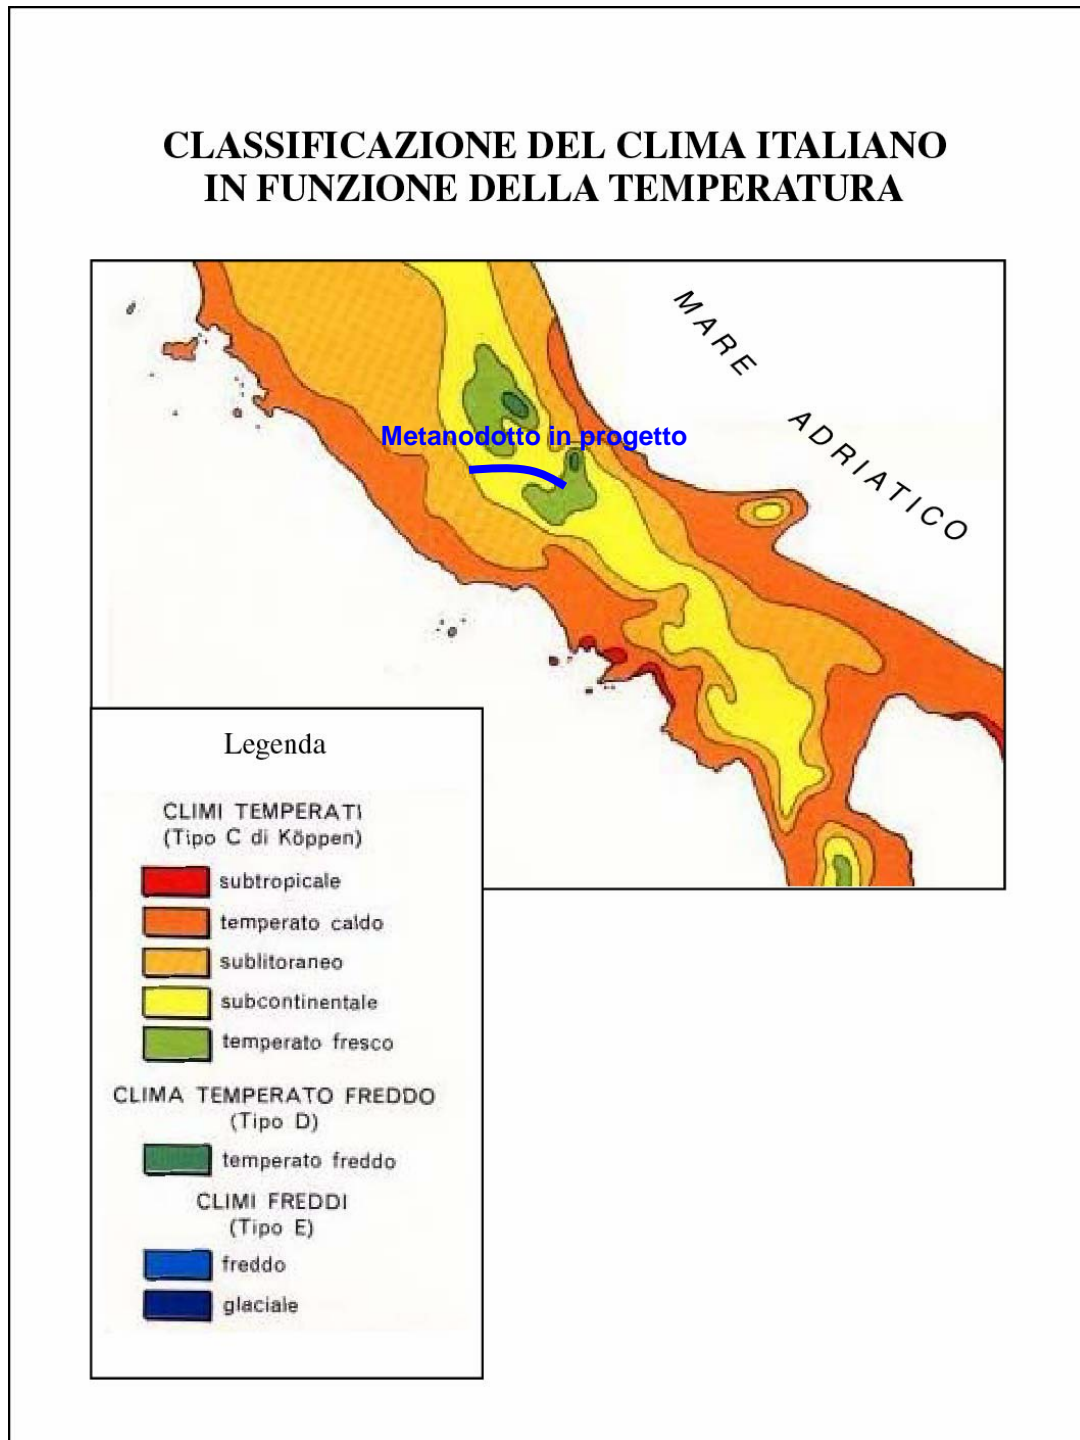 CLASSIFICAZIONE DEL CLIMA ITALIANO
IN FUNZIONE DELLA TEMPERATURA
MARE ADRIATICO
Metanodotto in progetto
Legenda
CLIMI TEMPERATI
(Tipo C di Köppen)
subtropicale
temperato caldo
sublitoraneo
subcontinentale
temperato fresco
CLIMA TEMPERATO FREDDO
(Tipo D)
temperato freddo
CLIMI FREDDI
(Tipo E)
freddo
glaciale